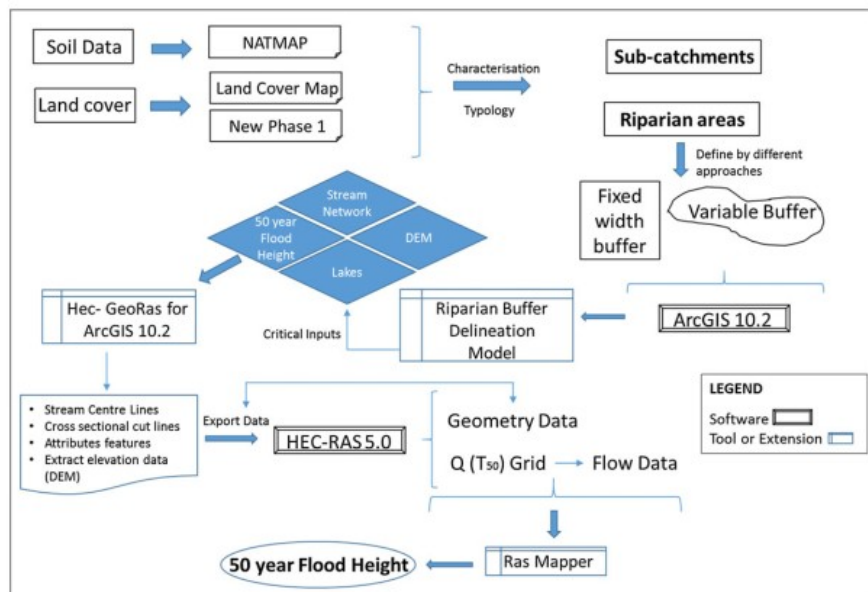 Soil Data
NATMAP
Land cover
Land Cover Map
New Phase 1
Characterisation
Typology
Sub-catchments
Riparian areas
Define by different
approaches
Fixed
width
buffer
Variable Buffer
ArcGIS 10.2
Riparian Buffer
Delineation
Model
Critical Inputs
Stream
Network
50 year
Flood
Height
DEM
Lakes
Hec- GeoRas for
ArcGIS 10.2
• Stream Centre Lines
• Cross sectional cut lines
• Attributes features
• Extract elevation data
(DEM)
Export Data
HEC-RAS 5.0
Geometry Data
Q (T₅₀) Grid
Flow Data
Ras Mapper
50 year Flood Height
LEGEND
Software
Tool or Extension